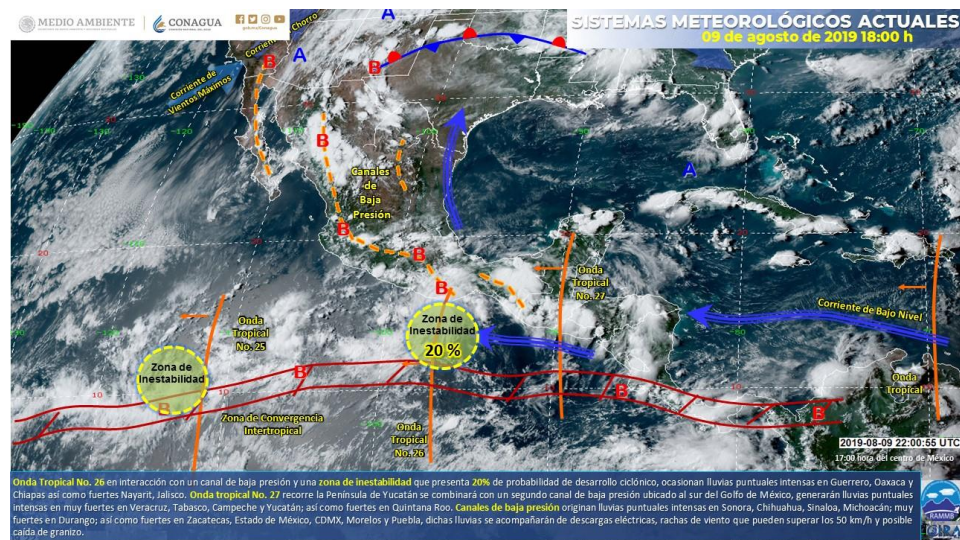 MEDIO AMBIENTE
CONAGUA
SISTEMAS METEOROLÓGICOS ACTUALES
09 de agosto de 2019 18:00 h
Corriente en Chorro
Corriente de
Vientos Máximos
A
A
A
B
B
B
B
B
B
B
B
B
B
Canales
de
Baja
Presión
Onda
Tropical
No. 27
Corriente de Bajo Nivel
Onda
Tropical
No. 25
Zona de
Inestabilidad
Zona de
Inestabilidad
20 %
Zona de Convergencia
Intertropical
Onda
Tropical
No. 26
Onda
Tropical
2019-08-09 22:00:55 UTC
17:00 hora del centro de México
Onda Tropical No. 26 en interacción con un canal de baja presión y una zona de inestabilidad que presenta 20% de probabilidad de desarrollo ciclónico, ocasionan lluvias puntuales intensas en Guerrero, Oaxaca y
Chiapas así como fuertes Nayarit, Jalisco. Onda tropical No. 27 recorre la Península de Yucatán se combinará con un segundo canal de baja presión ubicado al sur del Golfo de México, generarán lluvias puntuales
intensas en muy fuertes en Veracruz, Tabasco, Campeche y Yucatán; así como fuertes en Quintana Roo. Canales de baja presión originan lluvias puntuales intensas en Sonora, Chihuahua, Sinaloa, Michoacán; muy
fuertes en Durango; así como fuertes en Zacatecas, Estado de México, CDMX, Morelos y Puebla, dichas lluvias se acompañarán de descargas eléctricas, rachas de viento que pueden superar los 50 km/h y posible
caída de granizo.
RAMMB
CIRA